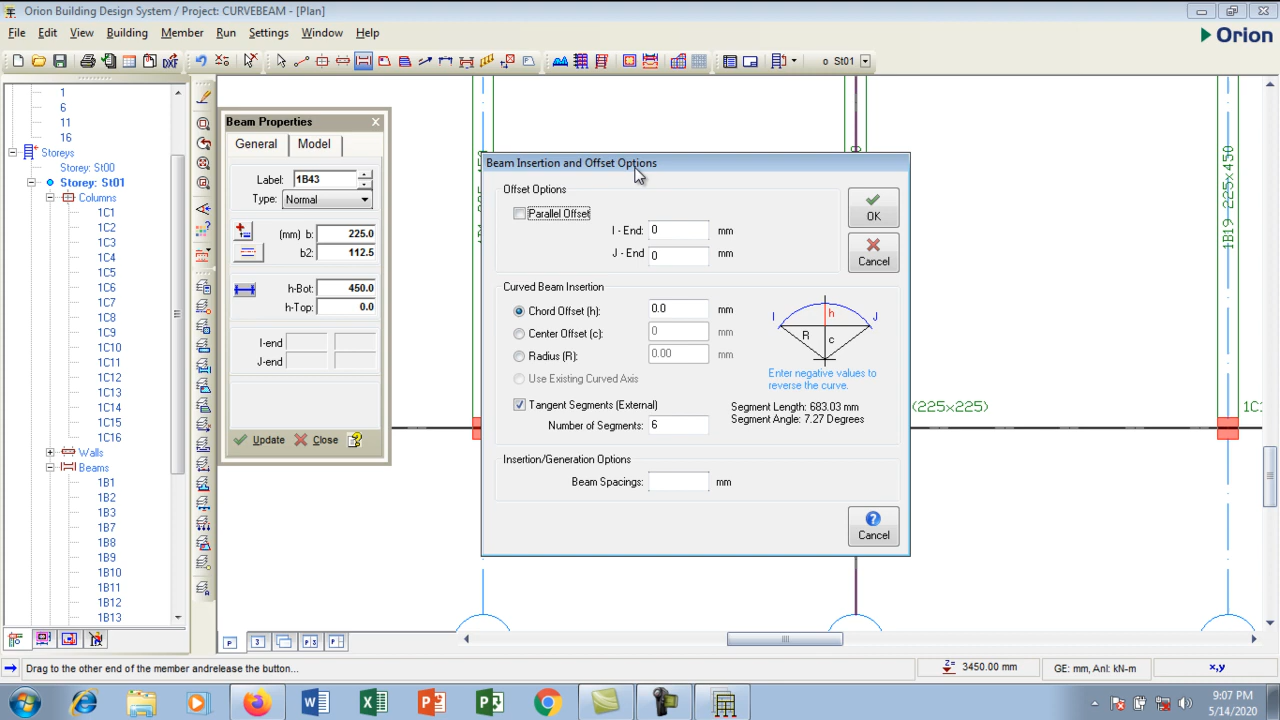 Orion Building Design System / Project: CURVEBEAM - [Plan]
File Edit View Building Member Run Settings Window Help
Orion
DXF
St01
1
6
11
16
Storeys
Storey: St00
Storey: St01
Columns
1C1
1C2
1C3
1C4
1C5
1C6
1C7
1C8
1C9
1C10
1C11
1C12
1C13
1C14
1C15
1C16
Walls
Beams
1B1
1B2
1B3
1B7
1B8
1B9
1B10
1B11
1B12
1B13
Beam Properties
General Model
Label: 1B43
Type: Normal
(mm) b: 225.0
b2: 112.5
h-Bot: 450.0
h-Top: 0.0
I-end
J-end
Update Close
Beam Insertion and Offset Options
Offset Options
Parallel Offset
I - End: 0 mm
J - End 0 mm
OK
Cancel
Curved Beam Insertion
Chord Offset (h): 0.0 mm
Center Offset (c): 0 mm
Radius (R): 0.00 mm
Use Existing Curved Axis
Tangent Segments (External)
Number of Segments: 6
I h J
R c
Enter negative values to
reverse the curve.
Segment Length: 683.03 mm
Segment Angle: 7.27 Degrees
Insertion/Generation Options
Beam Spacings: mm
Cancel
1B19 225x450
(225x225)
1C1
P 3
Drag to the other end of the member andrelease the button...
Z= 3450.00 mm
GE: mm, Anl: kN-m
x,y
9:07 PM
5/14/2020